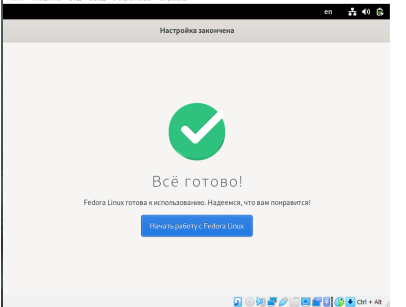 en
Настройка закончена
Всё готово!
Fedora Linux готова к использованию. Надеемся, что вам понравится!
Начать работу с Fedora Linux
Ctrl + Alt